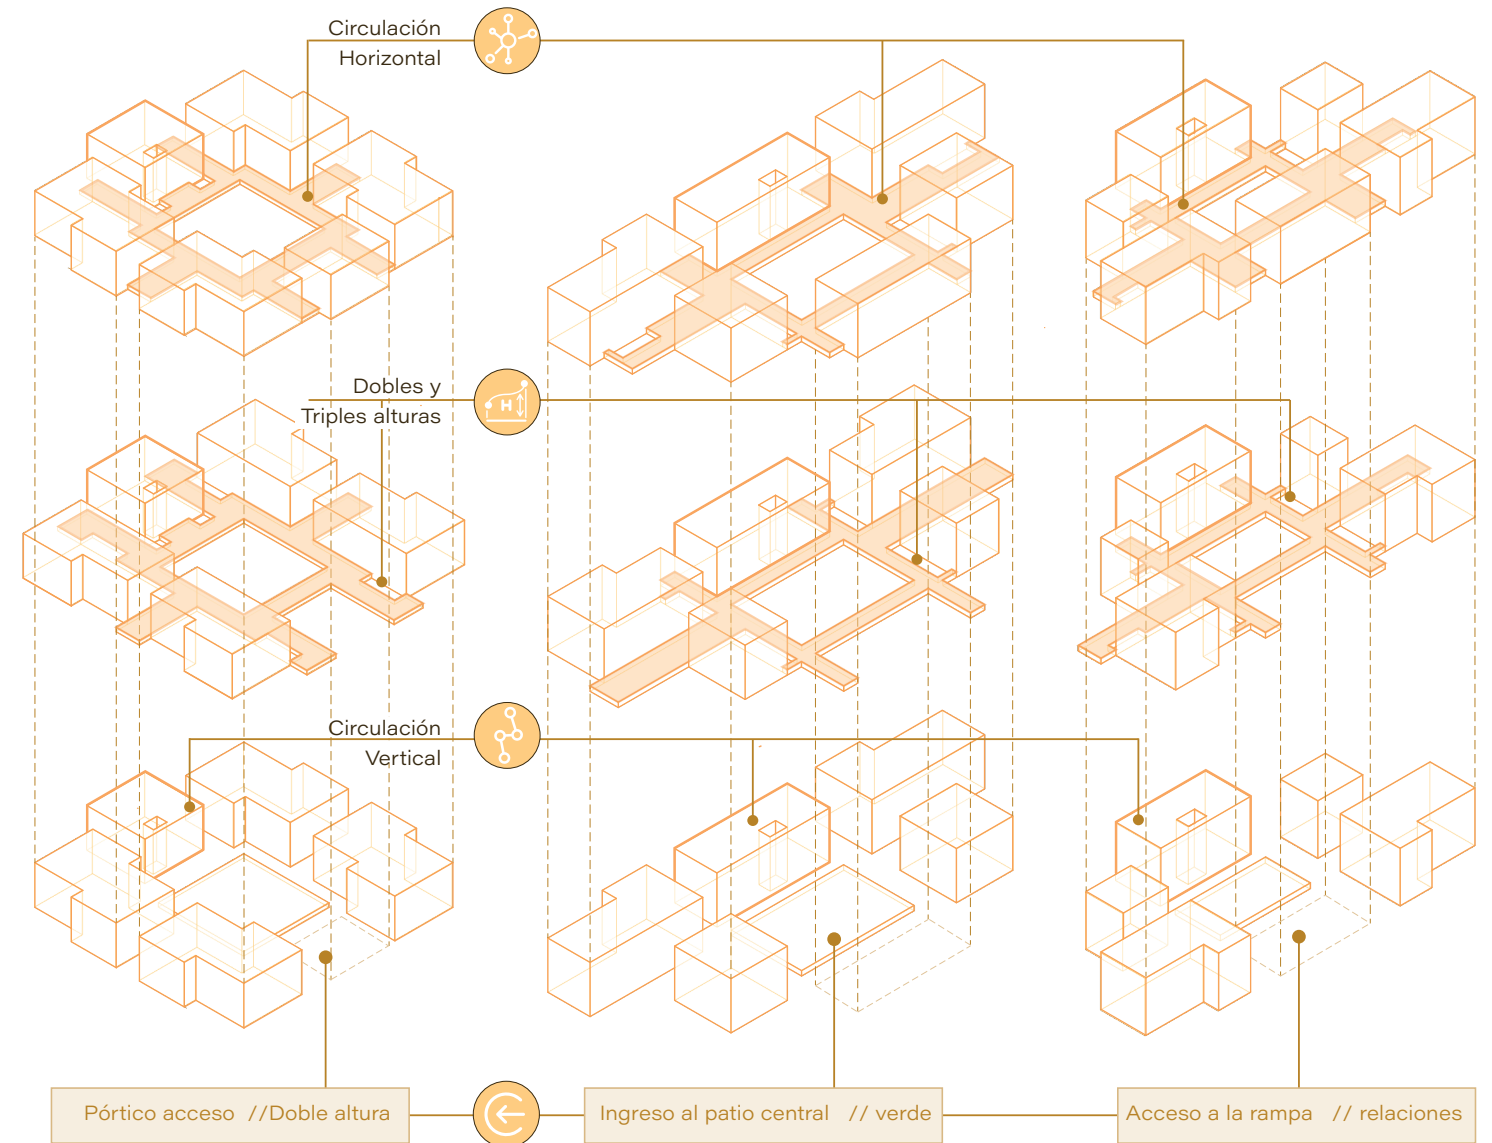 Circulación
Horizontal
Dobles y
Triples alturas
H
Circulación
Vertical
Pórtico acceso //Doble altura
Ingreso al patio central // verde
Acceso a la rampa // relaciones